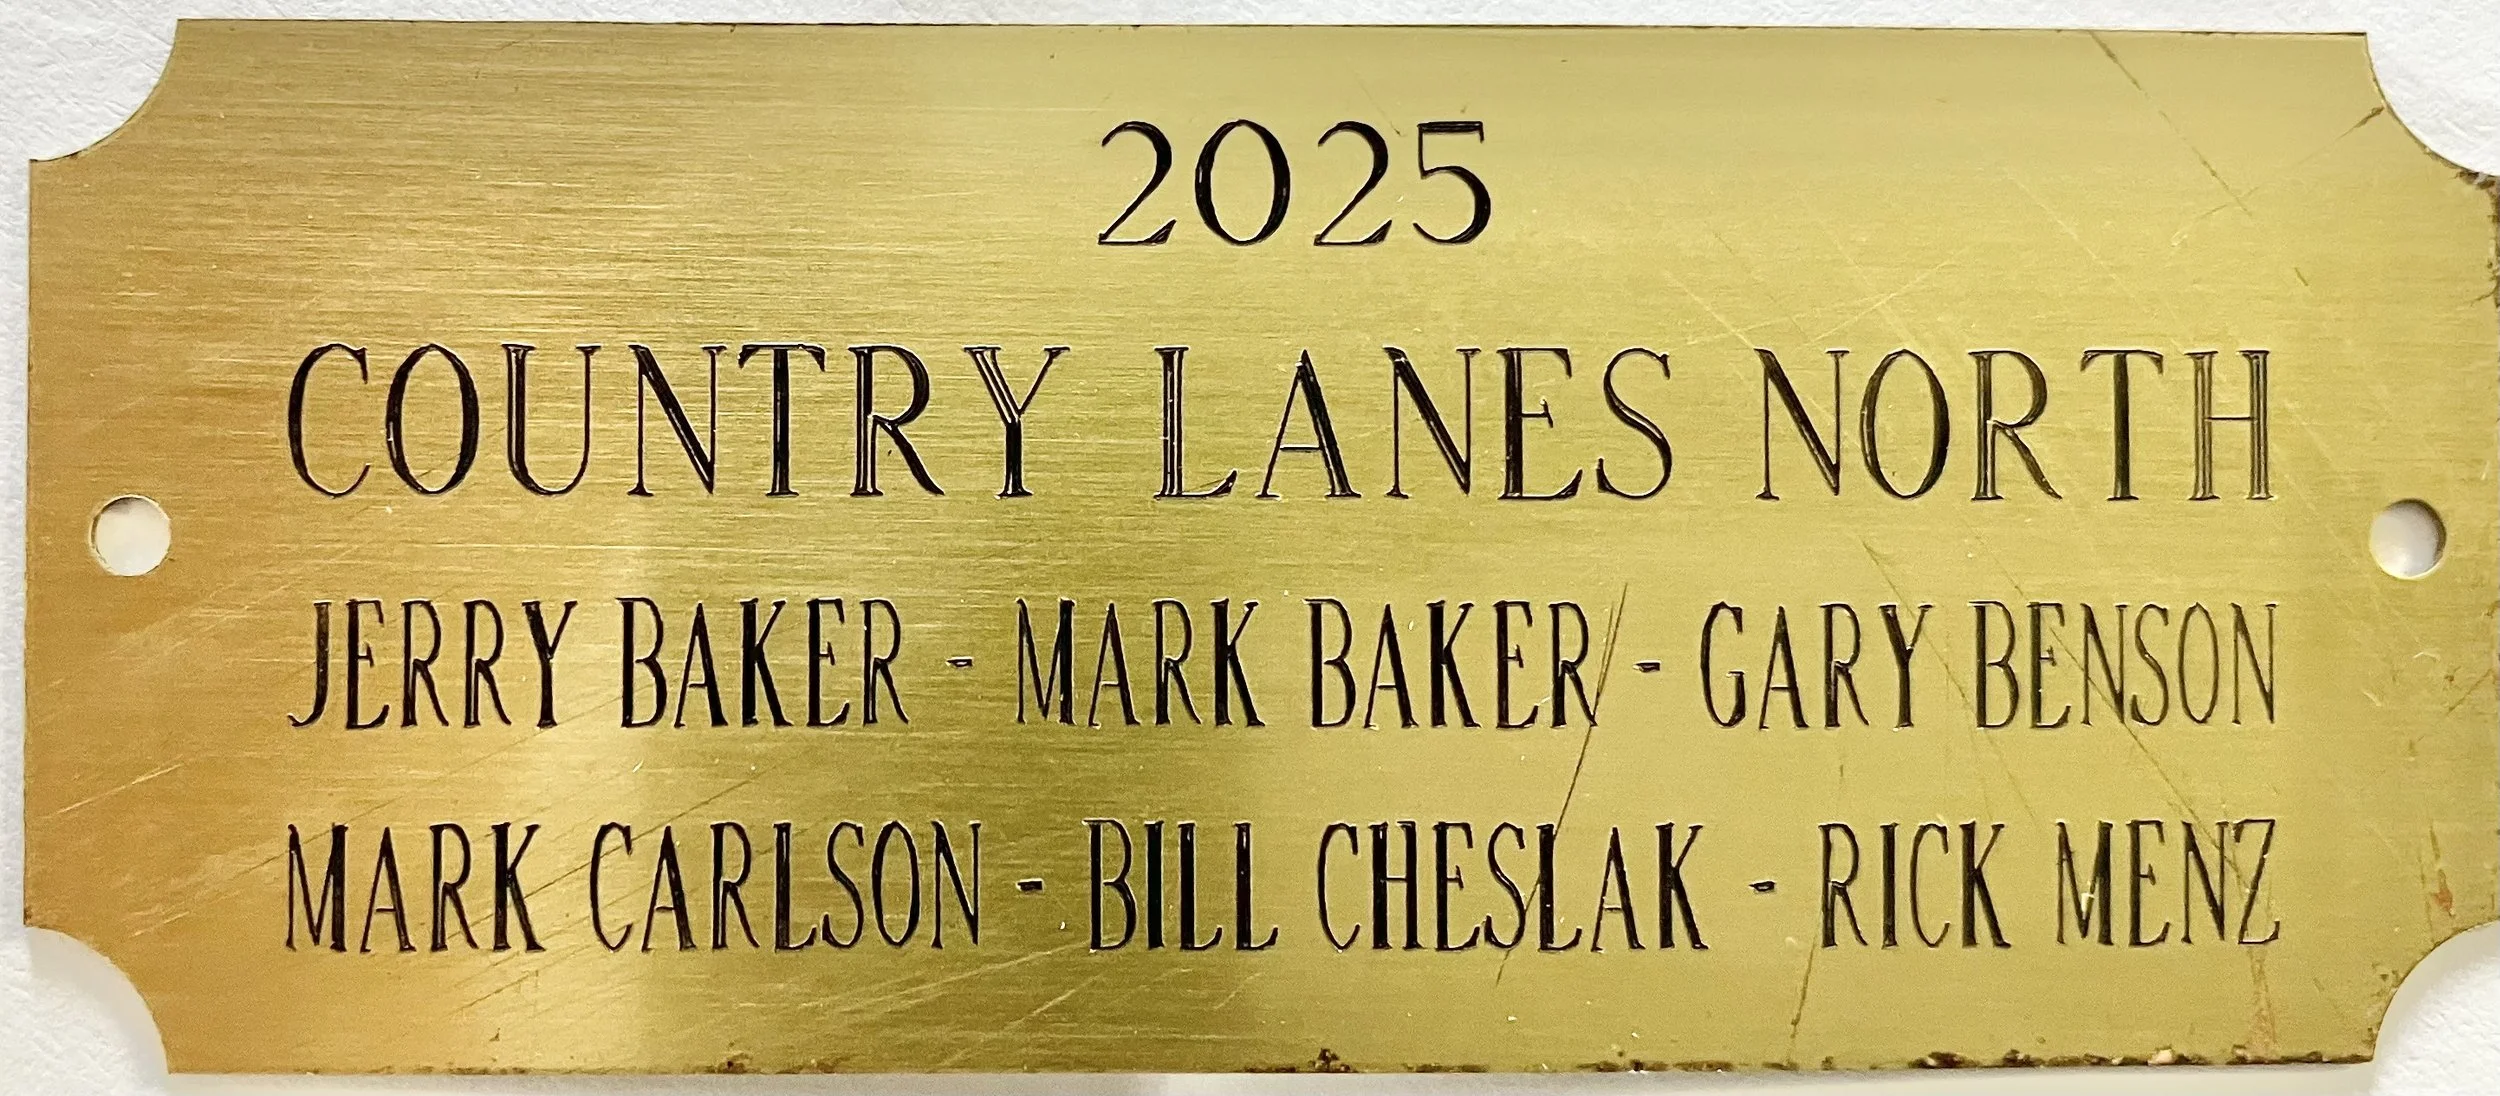 2025
COUNTRY LANES NORTH
JERRY BAKER - MARK BAKER - GARY BENSON
MARK CARLSON - BILL CHESLAK - RICK MENZ